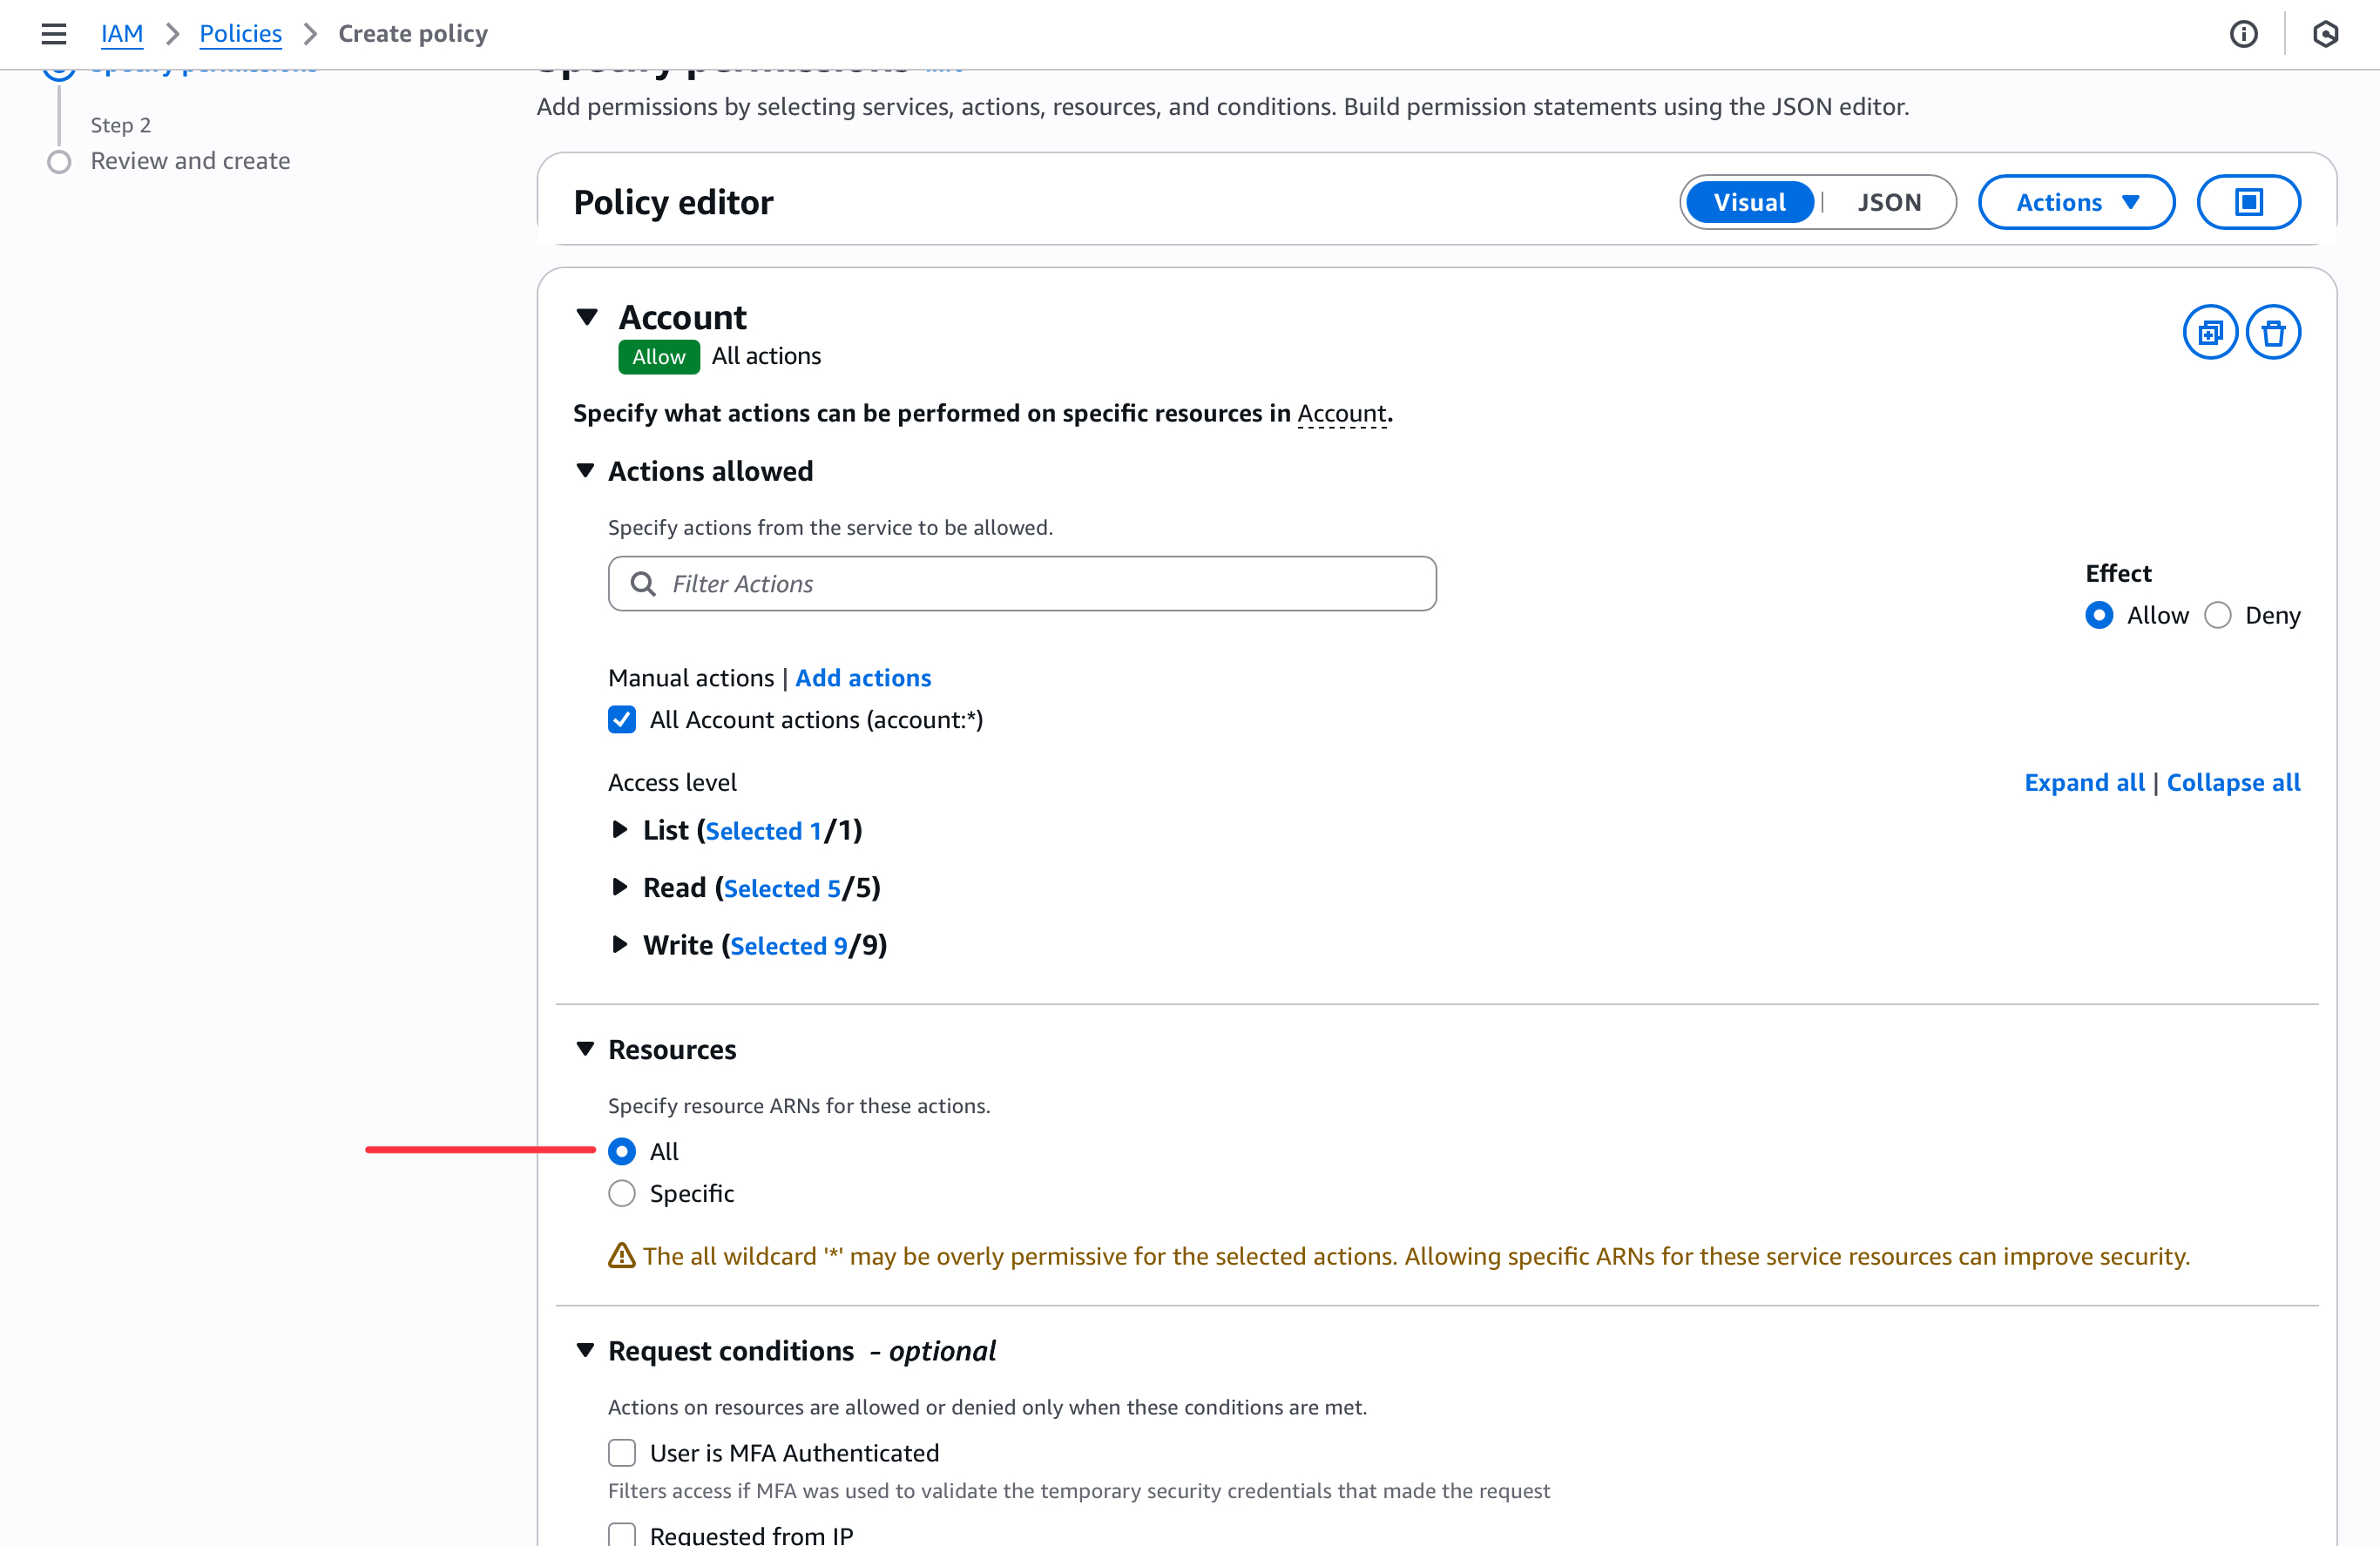 IAM > Policies > Create policy
Specify permissions
Specify permissions Info
Step 2
Review and create
Add permissions by selecting services, actions, resources, and conditions. Build permission statements using the JSON editor.
Policy editor
Visual | JSON
Actions
Account
Allow All actions
Specify what actions can be performed on specific resources in Account.
Actions allowed
Specify actions from the service to be allowed.
Filter Actions
Effect
Allow Deny
Manual actions | Add actions
All Account actions (account:*)
Access level
Expand all | Collapse all
List (Selected 1/1)
Read (Selected 5/5)
Write (Selected 9/9)
Resources
Specify resource ARNs for these actions.
All
Specific
The all wildcard '*' may be overly permissive for the selected actions. Allowing specific ARNs for these service resources can improve security.
Request conditions - optional
Actions on resources are allowed or denied only when these conditions are met.
User is MFA Authenticated
Filters access if MFA was used to validate the temporary security credentials that made the request
Requested from IP